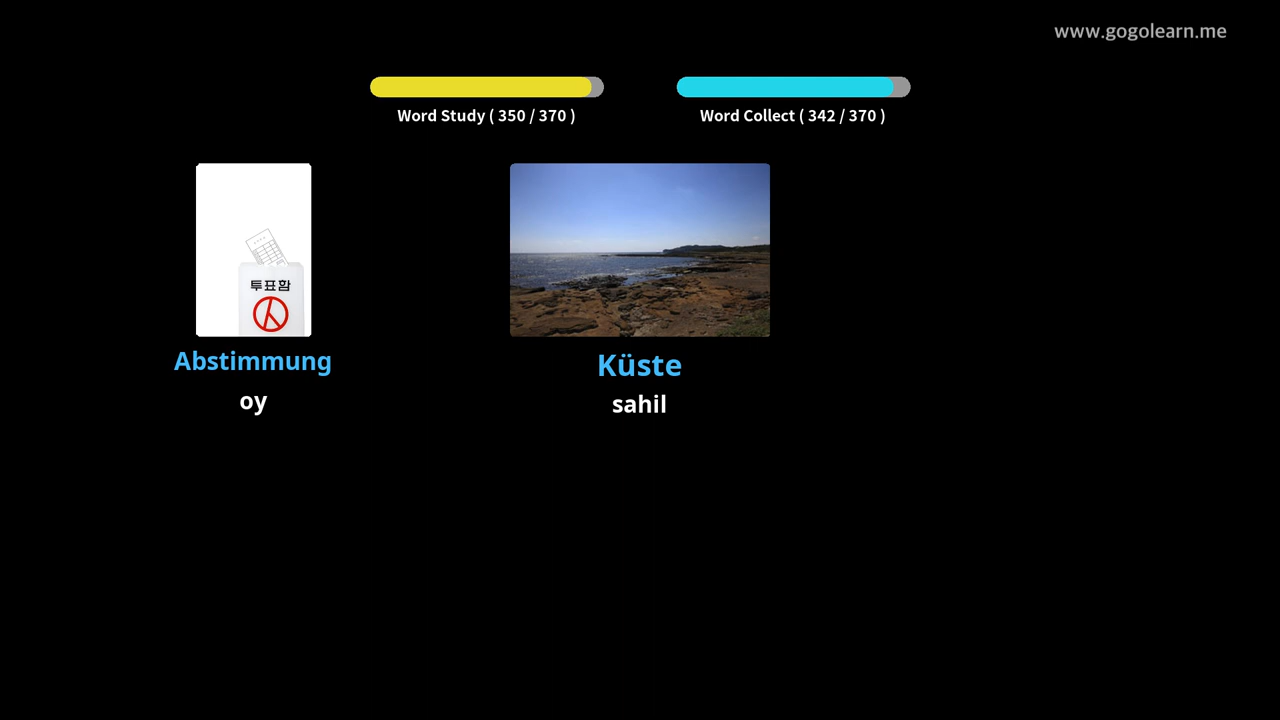 www.gogolearn.me
Word Study ( 350 / 370 )
Word Collect ( 342 / 370 )
투표함
Abstimmung
oy
Küste
sahil